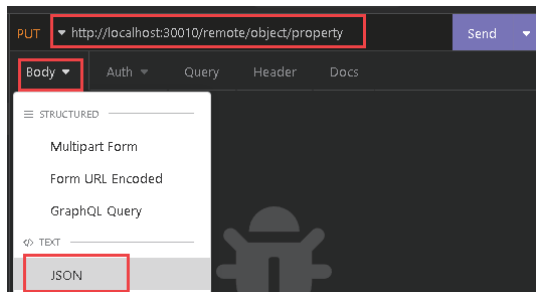 PUT http://localhost:30010/remote/object/property Send
Body Auth Query Header Docs
STRUCTURED
Multipart Form
Form URL Encoded
GraphQL Query
</> TEXT
JSON